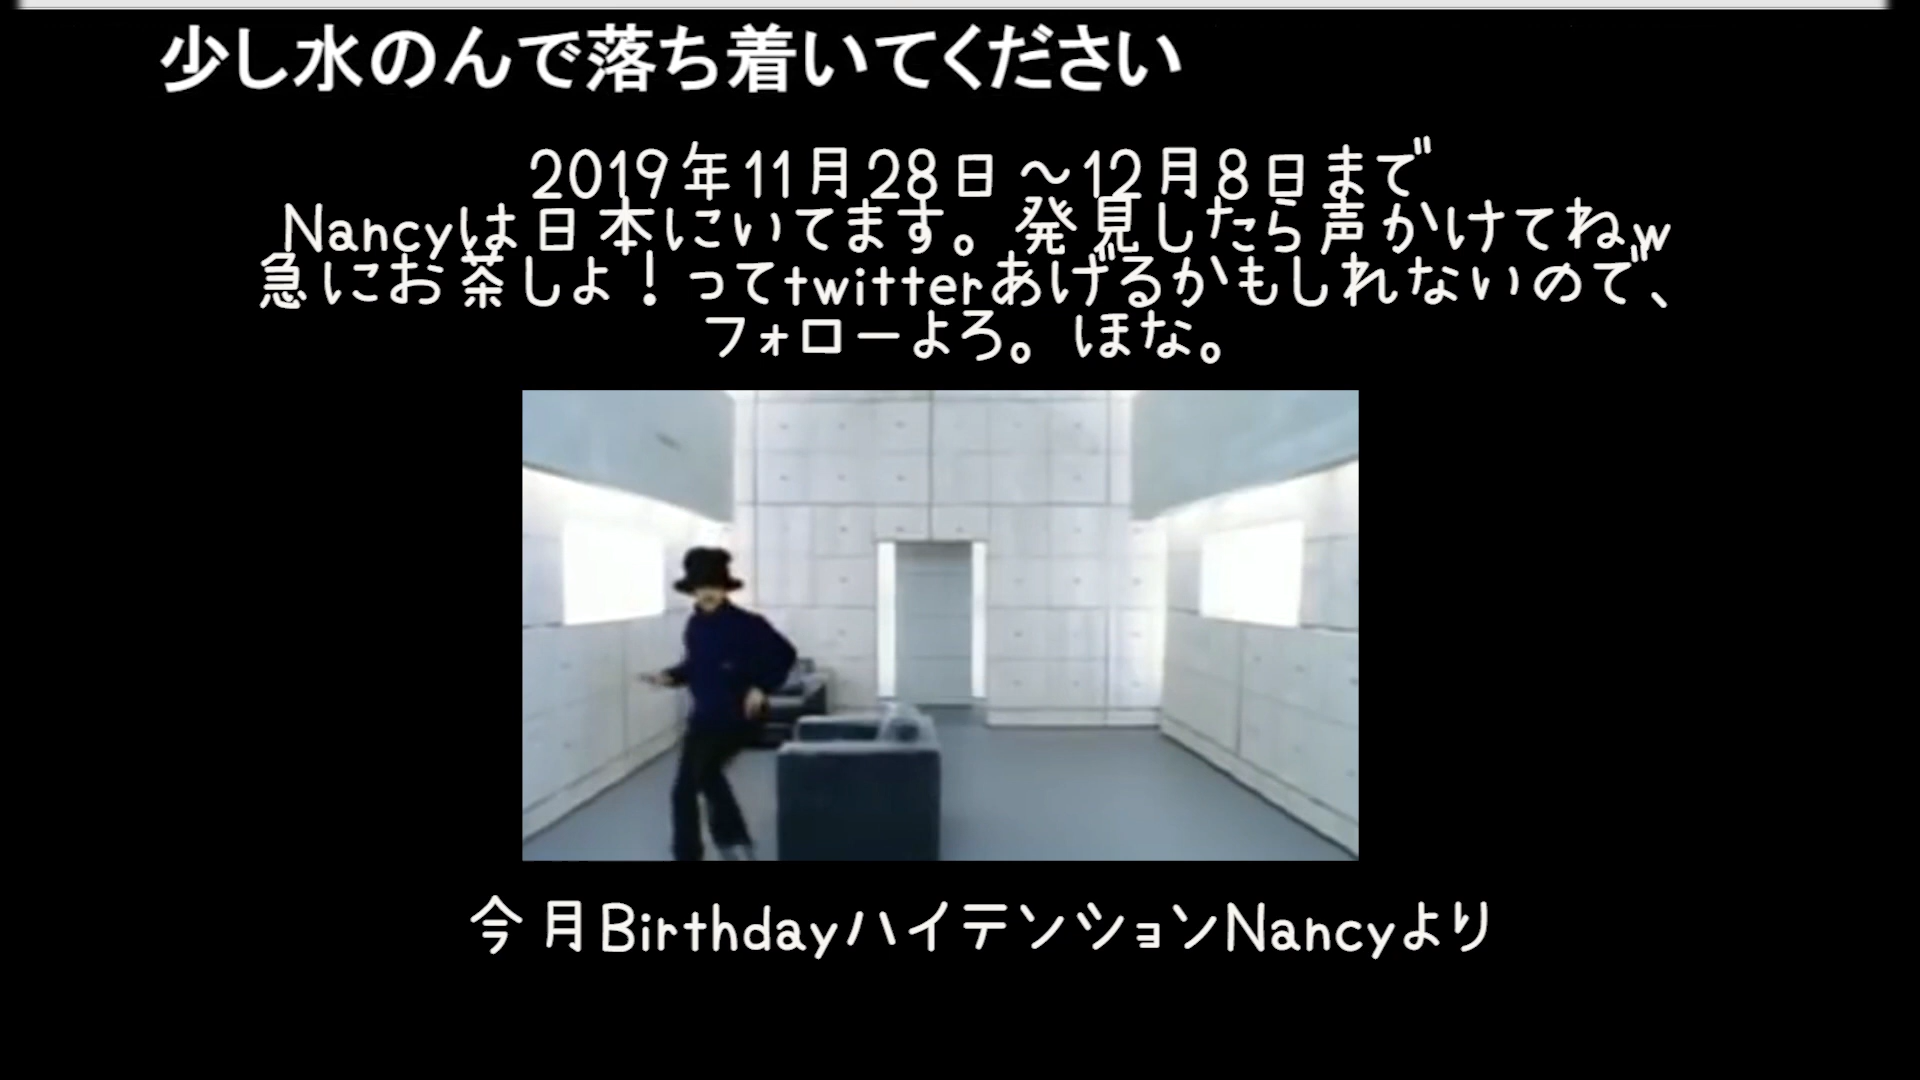 少し水のんで落ち着いてください
2019年11月28日〜12月8日まで
Nancyは日本にいてます。発見したら声かけてねw
急にお茶しよ！ってtwitterあげるかもしれないので、
フォローよろ。ほな。
今月BirthdayハイテンションNancyより